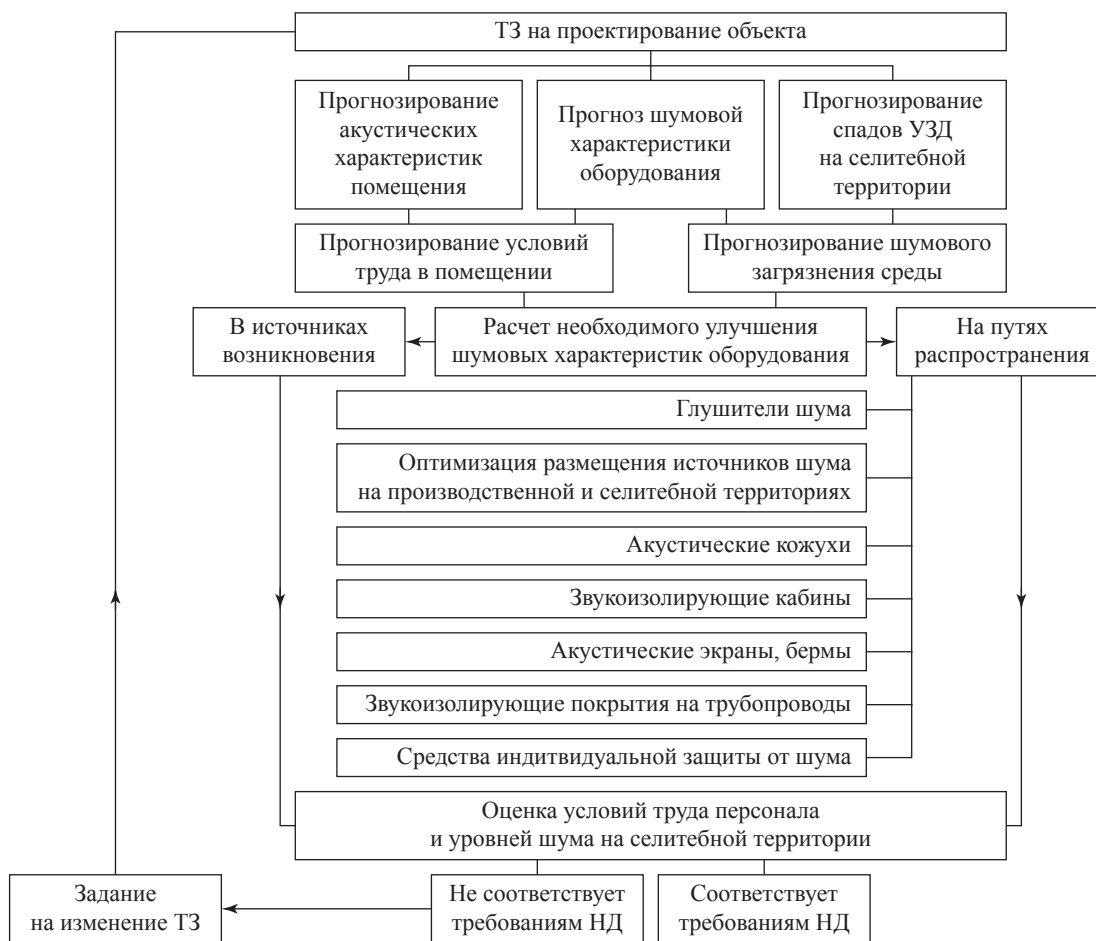 ТЗ на проектирование объекта
Прогнозирование
акустических
характеристик
помещения
Прогноз шумовой
характеристики
оборудования
Прогнозирование
спадов УЗД
на селитебной
территории
Прогнозирование условий
труда в помещении
Прогнозирование шумового
загрязнения среды
В источниках
возникновения
Расчет необходимого улучшения
шумовых характеристик оборудования
На путях
распространения
Глушители шума
Оптимизация размещения источников шума
на производственной и селитебной территориях
Акустические кожухи
Звукоизолирующие кабины
Акустические экраны, бермы
Звукоизолирующие покрытия на трубопроводы
Средства индитвидуальной защиты от шума
Оценка условий труда персонала
и уровней шума на селитебной территории
Задание
на изменение ТЗ
Не соответствует
требованиям НД
Соответствует
требованиям НД